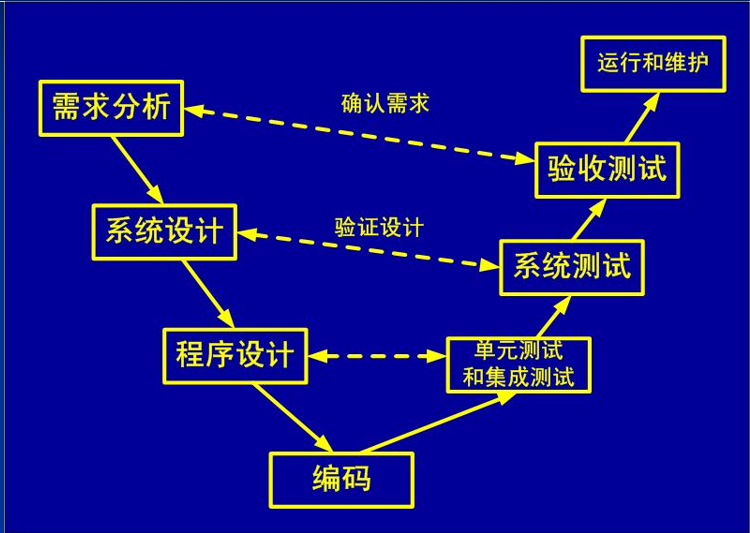 运行和维护
需求分析
确认需求
验收测试
系统设计
验证设计
系统测试
程序设计
单元测试
和集成测试
编码